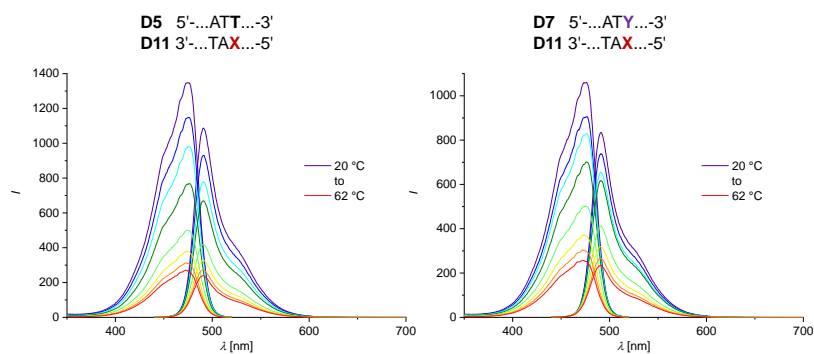 D5 5'-...ATT...-3'
D11 3'-...TAX...-5'
1400
1200
1000
800
600
400
200
0
I
20 °C
to
62 °C
400
500
600
700
λ [nm]
D7 5'-...ATY...-3'
D11 3'-...TAX...-5'
1000
800
600
400
200
0
I
20 °C
to
62 °C
400
500
600
700
λ [nm]